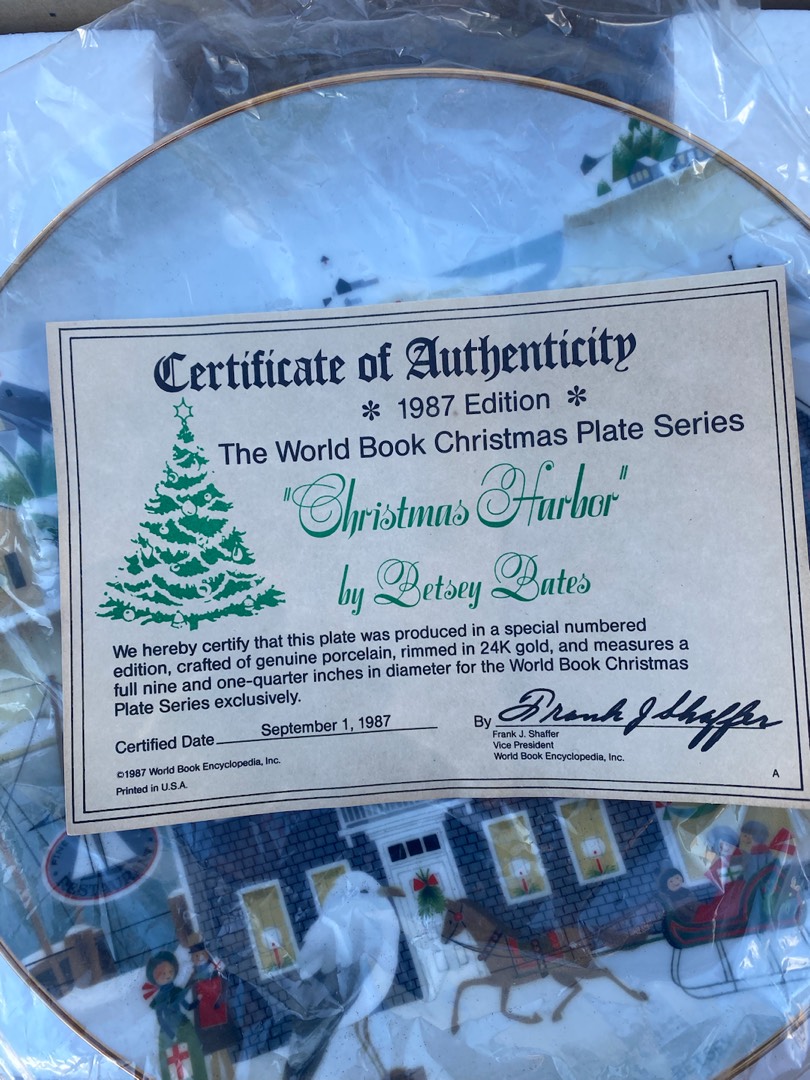 Certificate of Authenticity
* 1987 Edition *
The World Book Christmas Plate Series
"Christmas Harbor"
by Betsey Bates
We hereby certify that this plate was produced in a special numbered
edition, crafted of genuine porcelain, rimmed in 24K gold, and measures a
full nine and one-quarter inches in diameter for the World Book Christmas
Plate Series exclusively.
Certified Date September 1, 1987
By Frank J Shaffer
Frank J. Shaffer
Vice President
World Book Encyclopedia, Inc.
©1987 World Book Encyclopedia, Inc.
Printed in U.S.A.
A